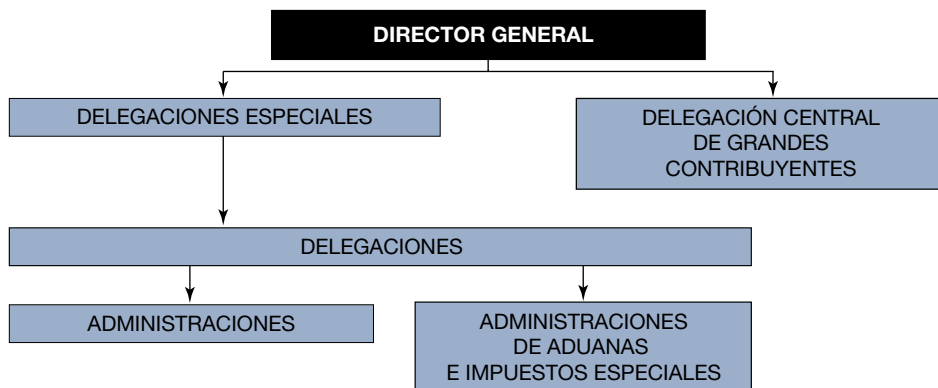 DIRECTOR GENERAL
DELEGACIONES ESPECIALES
DELEGACIÓN CENTRAL
DE GRANDES
CONTRIBUYENTES
DELEGACIONES
ADMINISTRACIONES
ADMINISTRACIONES
DE ADUANAS
E IMPUESTOS ESPECIALES